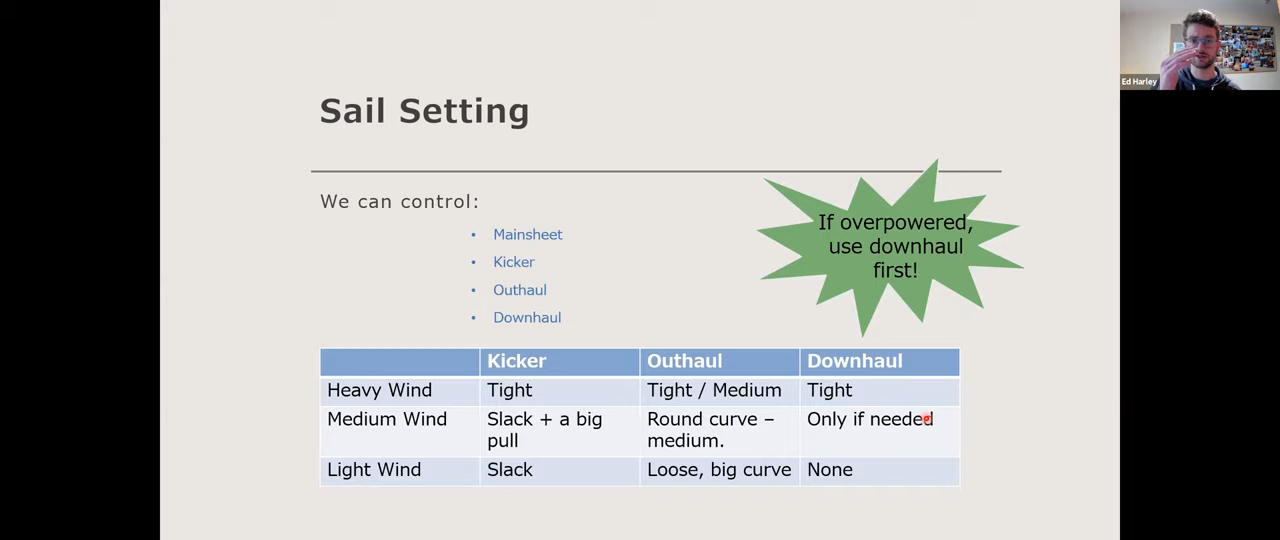 Ed Harley
Sail Setting
We can control:
• Mainsheet
• Kicker
• Outhaul
• Downhaul
If overpowered,
use downhaul
first!
Kicker Outhaul Downhaul
Heavy Wind Tight Tight / Medium Tight
Medium Wind Slack + a big pull Round curve – medium. Only if needed
Light Wind Slack Loose, big curve None